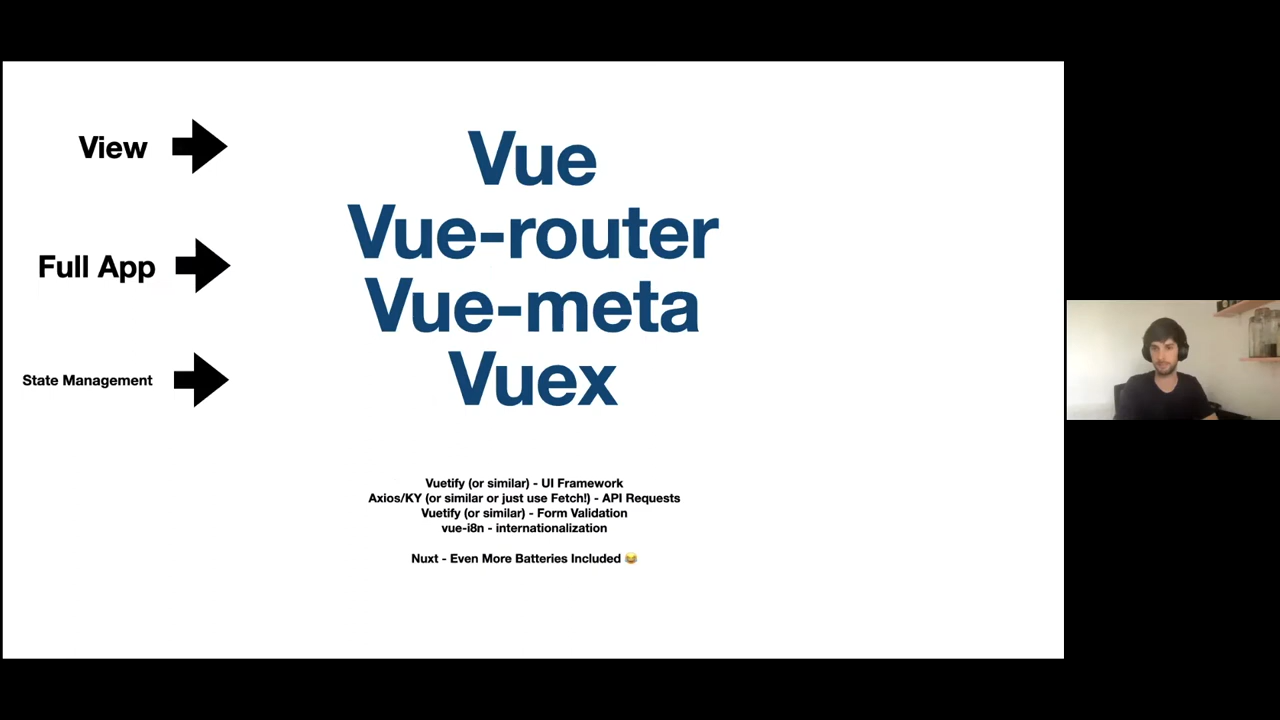 View
Vue
Vue-router
Full App
Vue-meta
State Management
Vuex
Vuetify (or similar) - UI Framework
Axios/KY (or similar or just use Fetch!) - API Requests
Vuetify (or similar) - Form Validation
vue-i8n - internationalization
Nuxt - Even More Batteries Included 😂